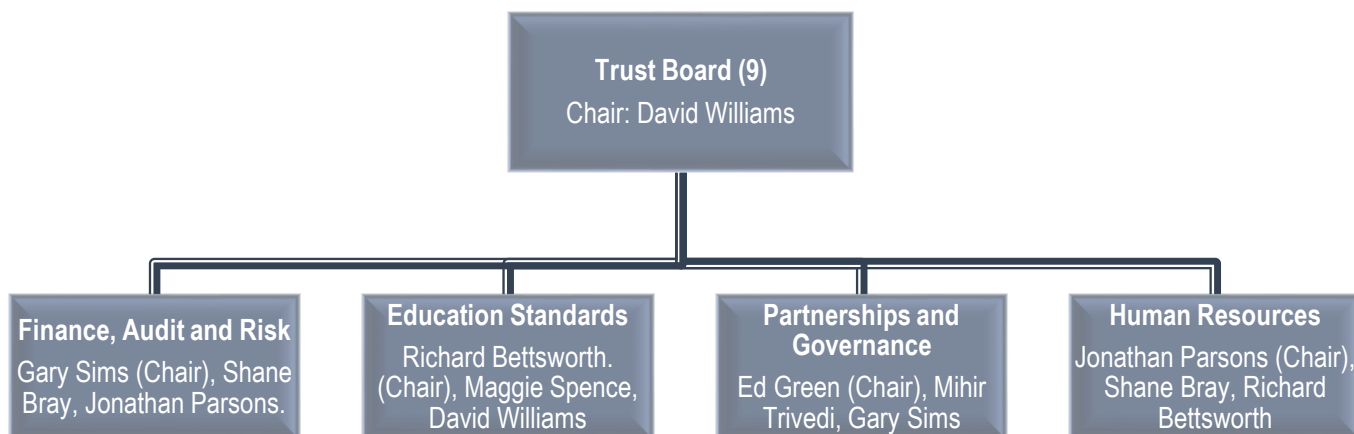 Trust Board (9)
Chair: David Williams
Finance, Audit and Risk
Gary Sims (Chair), Shane
Bray, Jonathan Parsons.
Education Standards
Richard Bettsworth.
(Chair), Maggie Spence,
David Williams
Partnerships and
Governance
Ed Green (Chair), Mihir
Trivedi, Gary Sims
Human Resources
Jonathan Parsons (Chair),
Shane Bray, Richard
Bettsworth